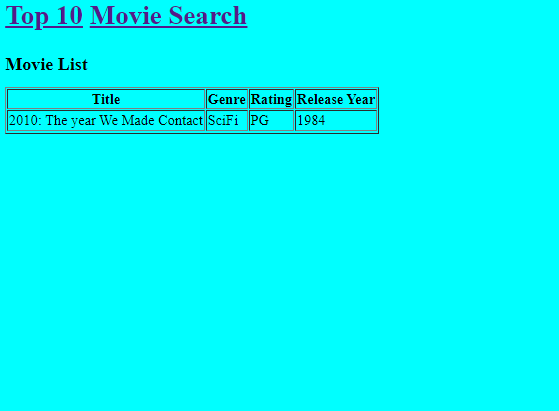 Top 10 Movie Search
Movie List
Title Genre Rating Release Year
2010: The year We Made Contact SciFi PG 1984